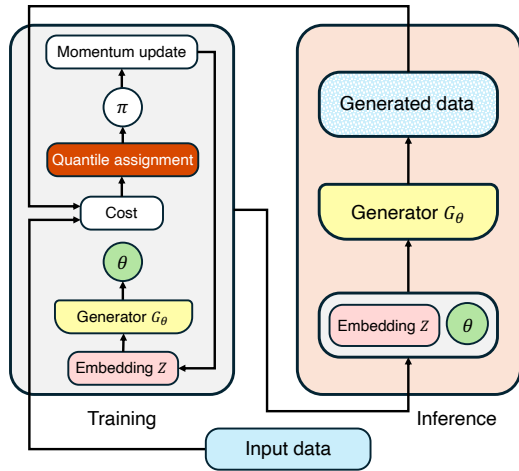 Momentum update
π
Quantile assignment
Cost
θ
Generator G_θ
Embedding Z
Training
Generated data
Generator G_θ
Embedding Z
θ
Inference
Input data